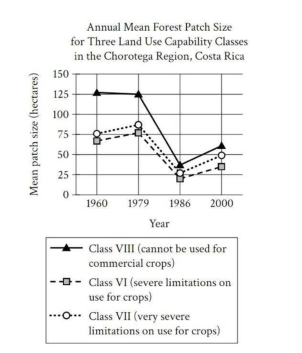 Annual Mean Forest Patch Size
for Three Land Use Capability Classes
in the Chorotega Region, Costa Rica
Mean patch size (hectares)
150
125
100
75
50
25
0
1960 1979 1986 2000
Year
Class VIII (cannot be used for
commercial crops)
Class VI (severe limitations on
use for crops)
Class VII (very severe
limitations on use for crops)